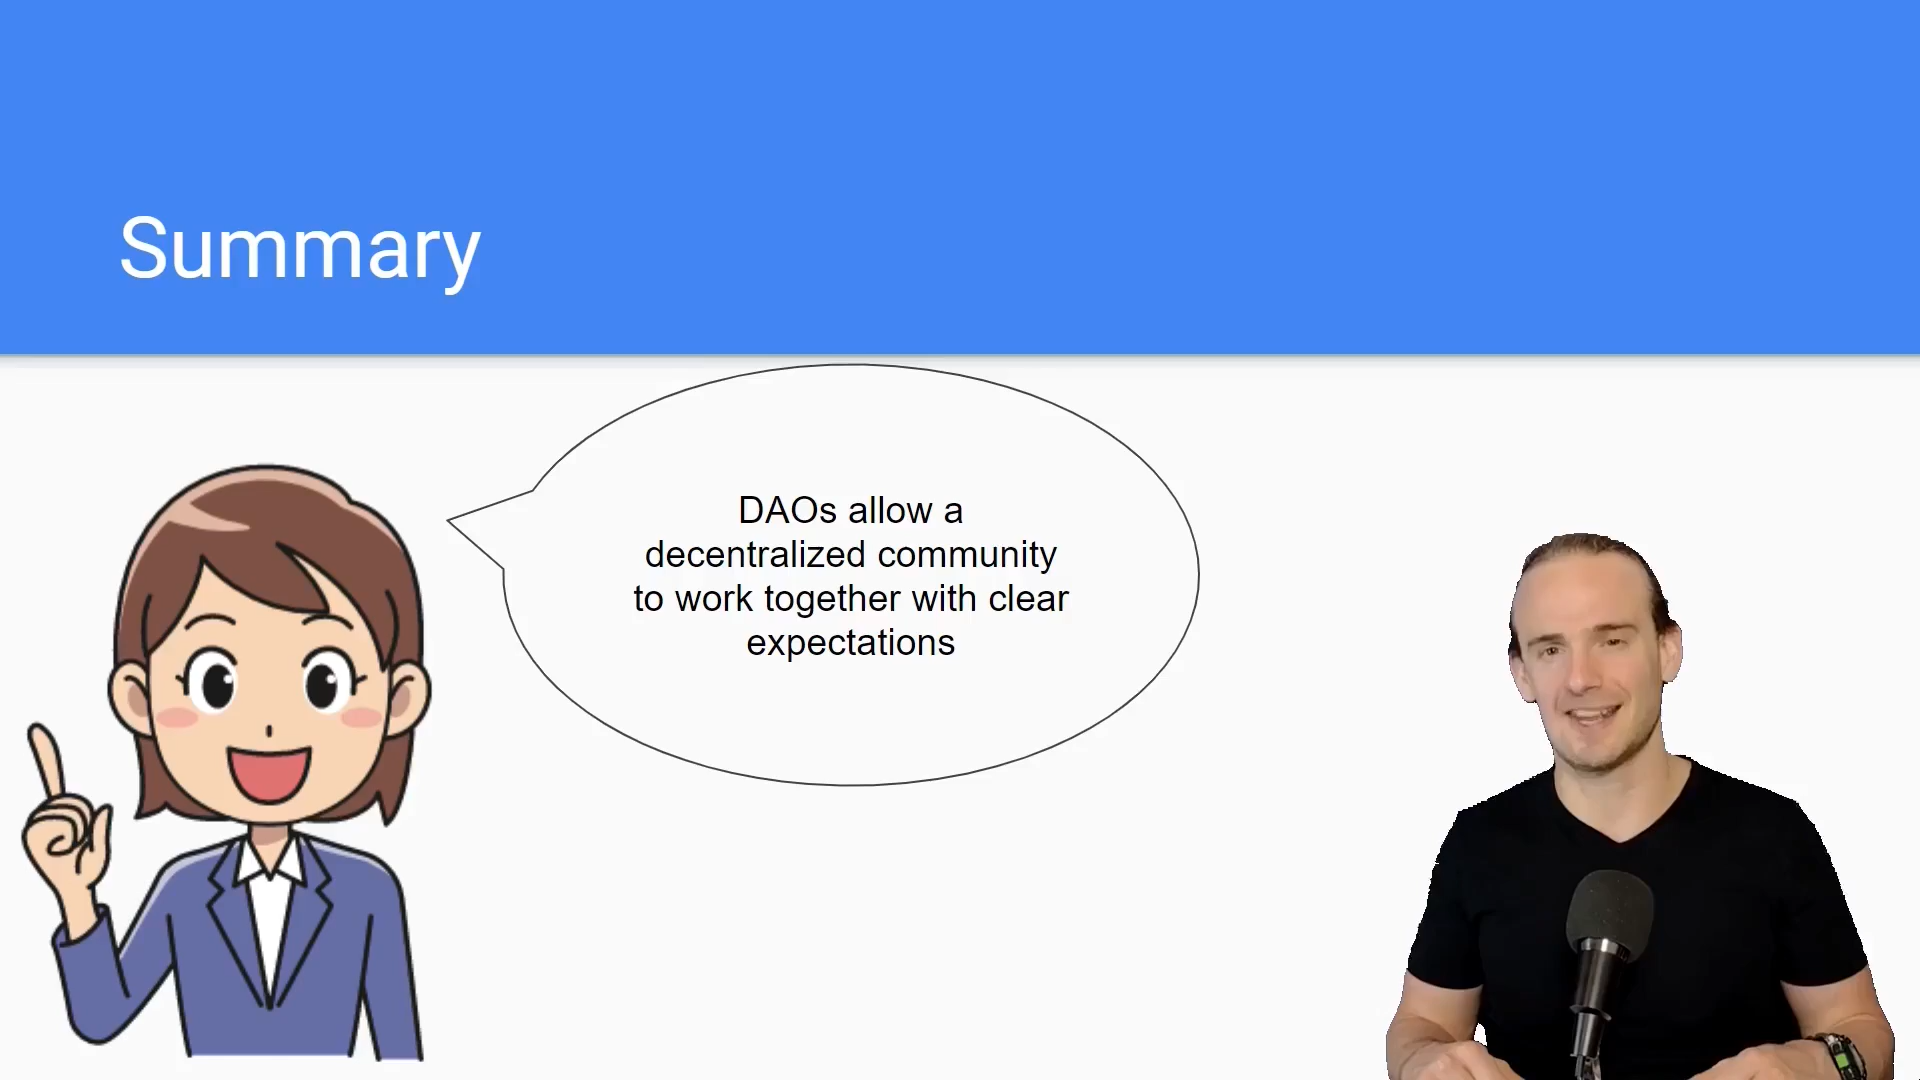 Summary
DAOs allow a
decentralized community
to work together with clear
expectations